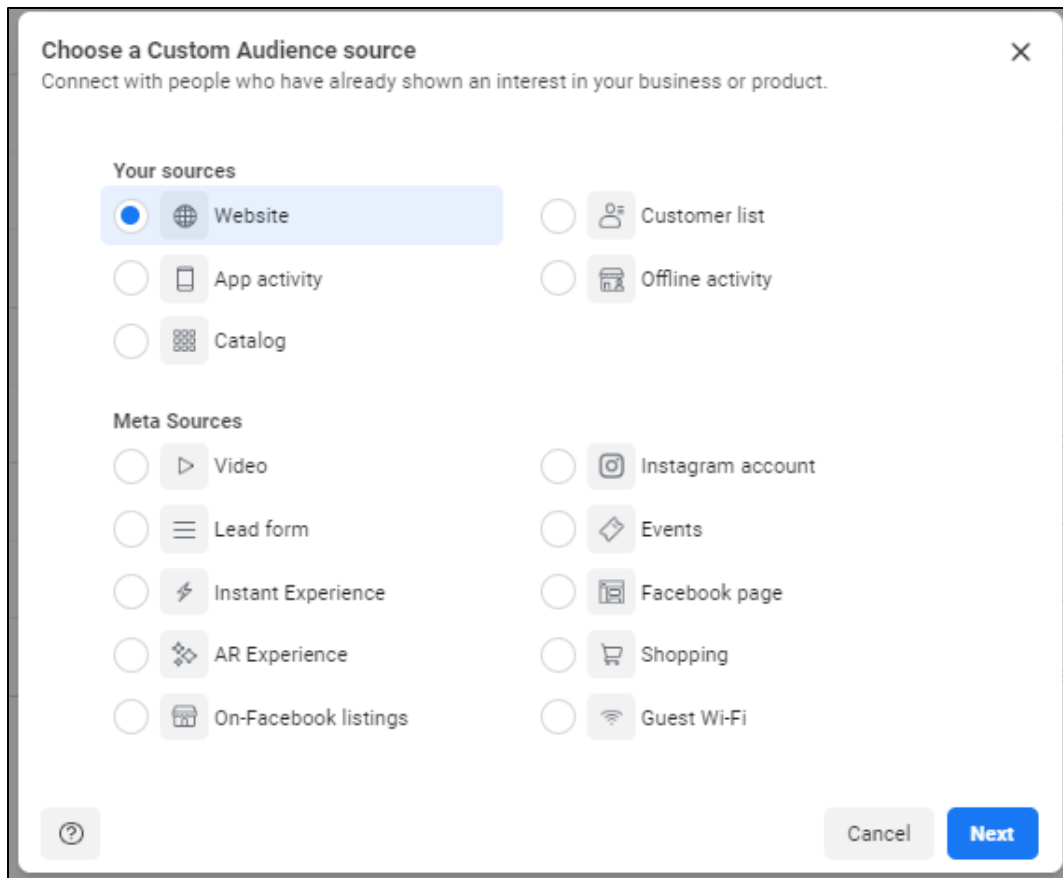 Choose a Custom Audience source
Connect with people who have already shown an interest in your business or product.
Your sources
Website
Customer list
App activity
Offline activity
Catalog
Meta Sources
Video
Instagram account
Lead form
Events
Instant Experience
Facebook page
AR Experience
Shopping
On-Facebook listings
Guest Wi-Fi
Cancel
Next